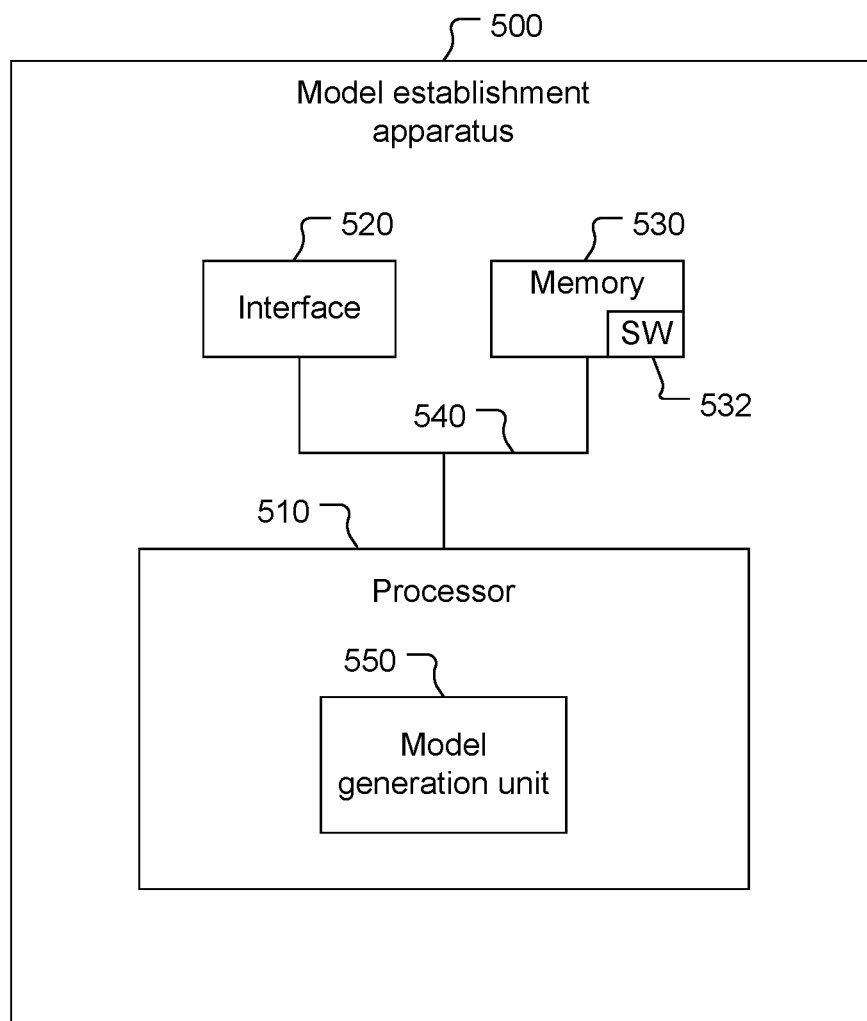 500
Model establishment
apparatus
520
530
Interface
Memory
SW
532
540
510
Processor
550
Model
generation unit